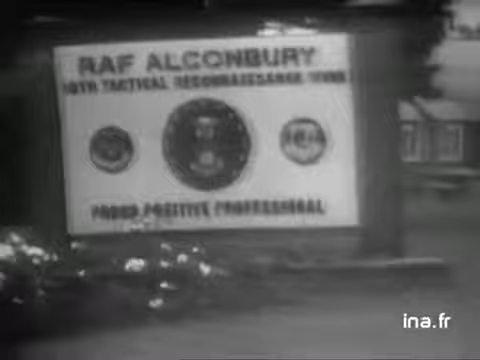 RAF ALCONBURY
10TH TACTICAL RECONNAISSANCE WING
PROUD POSITIVE PROFESSIONAL
ina.fr